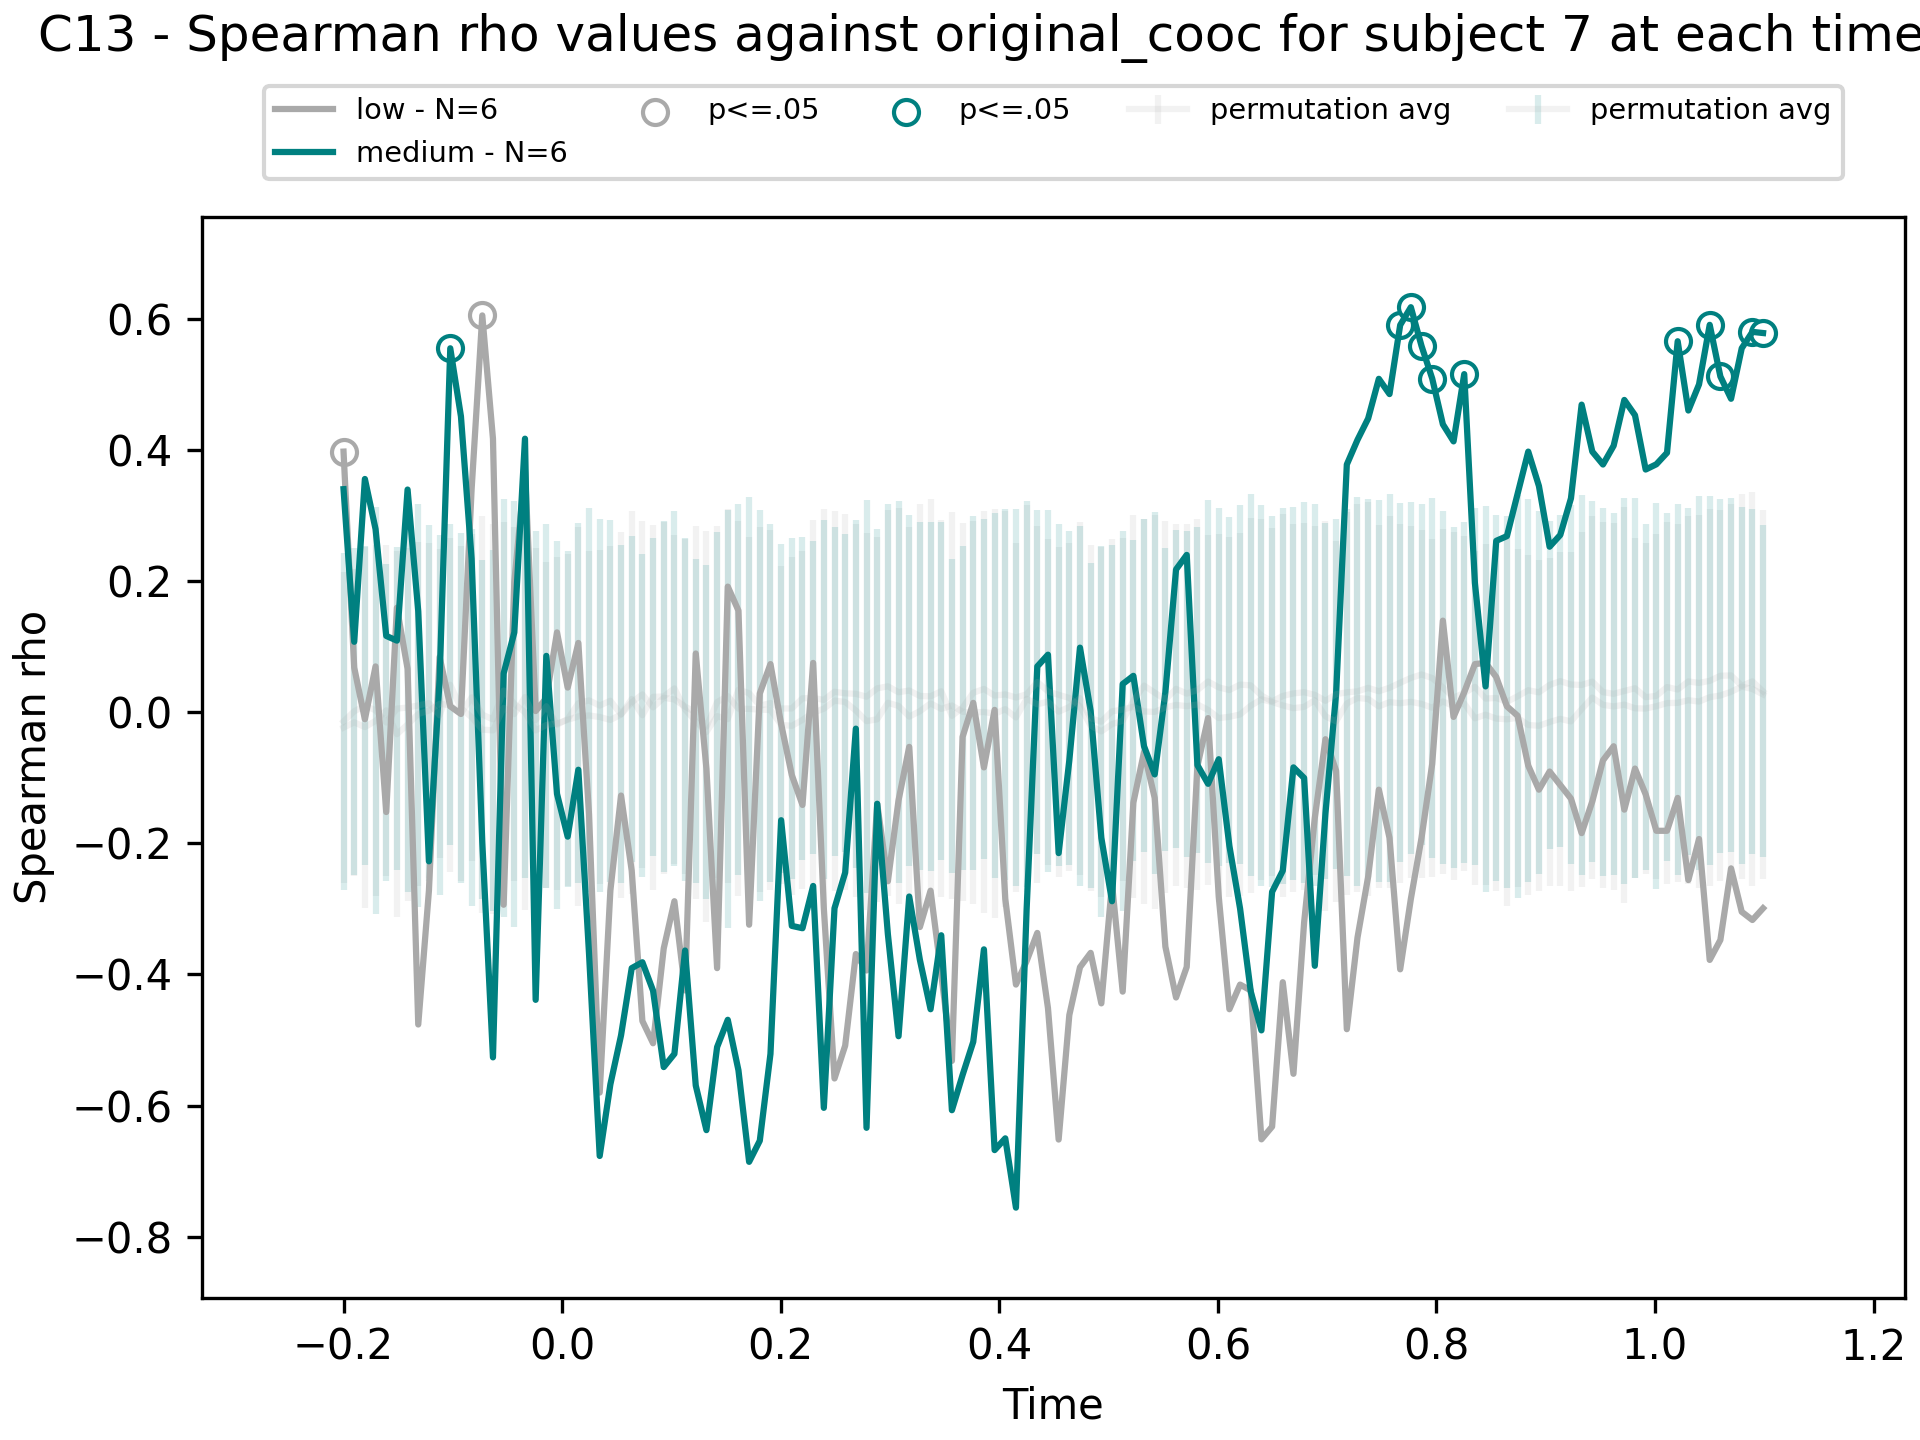 C13 - Spearman rho values against original_cooc for subject 7 at each time
low - N=6
medium - N=6
p<=.05
p<=.05
permutation avg
permutation avg
Spearman rho
0.6
0.4
0.2
0.0
−0.2
−0.4
−0.6
−0.8
−0.2 0.0 0.2 0.4 0.6 0.8 1.0 1.2
Time